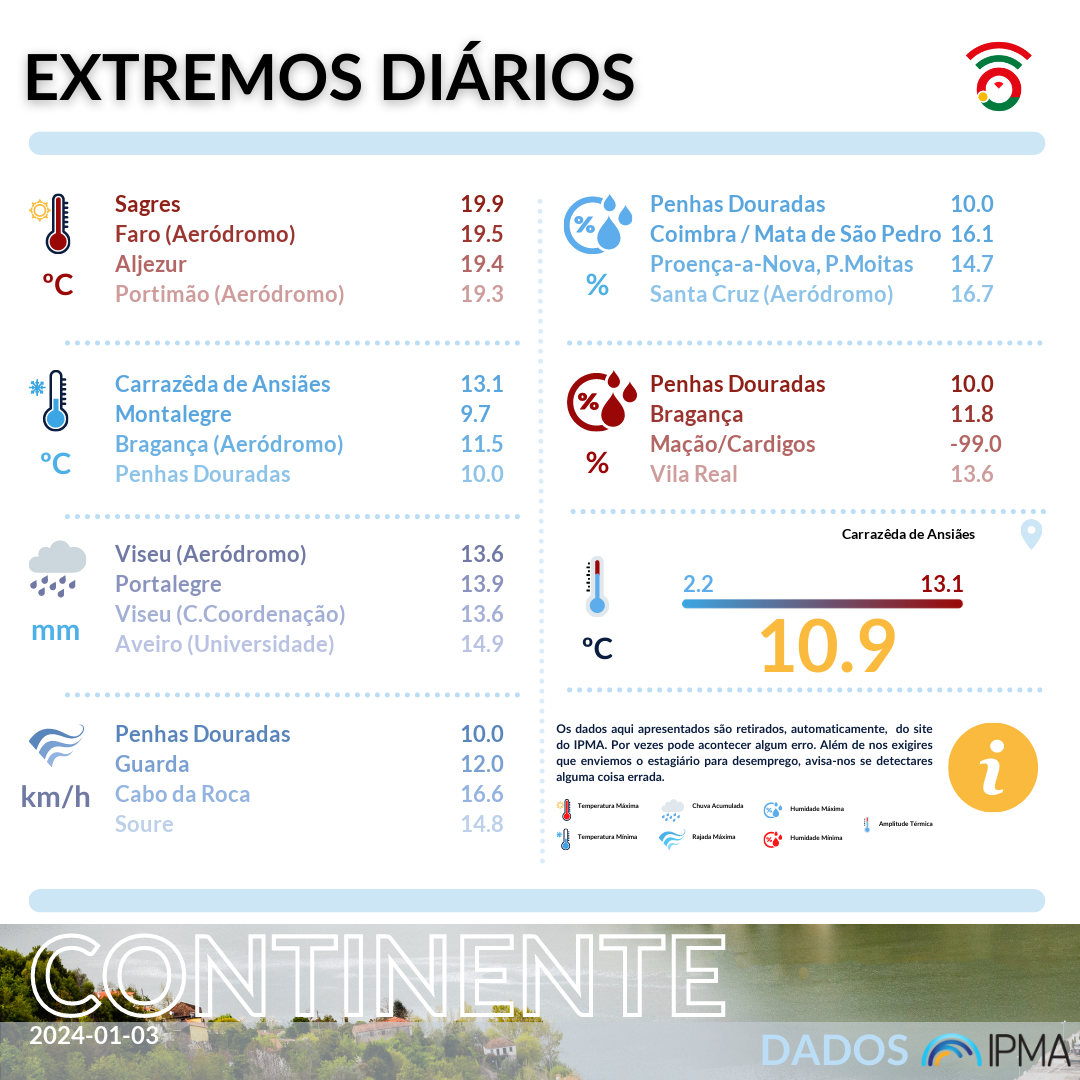 EXTREMOS DIÁRIOS
Sagres 19.9
Faro (Aeródromo) 19.5
Aljezur 19.4
Portimão (Aeródromo) 19.3
ºC
Carrazêda de Ansiães 13.1
Montalegre 9.7
Bragança (Aeródromo) 11.5
Penhas Douradas 10.0
ºC
Viseu (Aeródromo) 13.6
Portalegre 13.9
Viseu (C.Coordenação) 13.6
Aveiro (Universidade) 14.9
mm
Penhas Douradas 10.0
Guarda 12.0
Cabo da Roca 16.6
Soure 14.8
km/h
%
Penhas Douradas 10.0
Coimbra / Mata de São Pedro 16.1
Proença-a-Nova, P.Moitas 14.7
Santa Cruz (Aeródromo) 16.7
%
%
Penhas Douradas 10.0
Bragança 11.8
Mação/Cardigos -99.0
Vila Real 13.6
%
Carrazêda de Ansiães
2.2 13.1
10.9
ºC
Os dados aqui apresentados são retirados, automaticamente, do site
do IPMA. Por vezes pode acontecer algum erro. Além de nos exigires
que enviemos o estagiário para desemprego, avisa-nos se detectares
alguma coisa errada.
i
Temperatura Máxima
Chuva Acumulada
Humidade Máxima
Amplitude Térmica
Temperatura Mínima
Rajada Máxima
Humidade Mínima
CONTINENTE
2024-01-03
DADOS IPMA